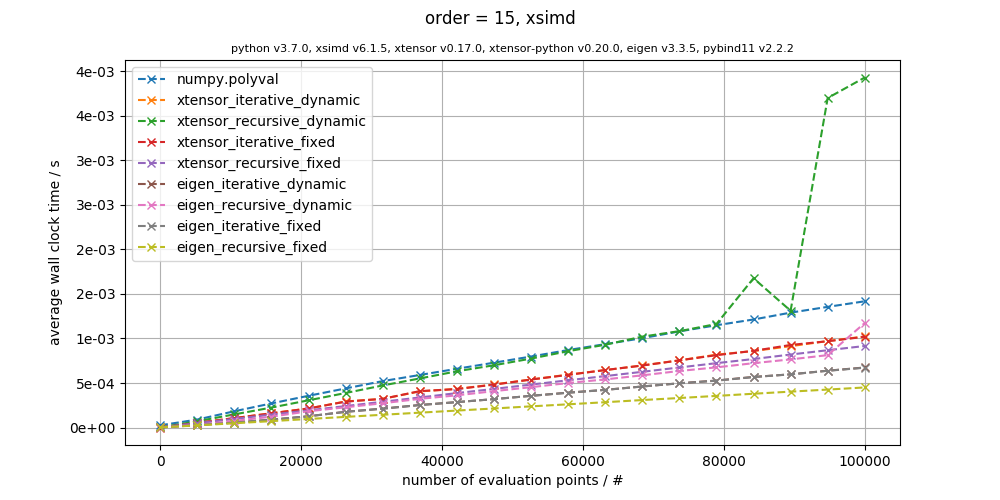 order = 15, xsimd
python v3.7.0, xsimd v6.1.5, xtensor v0.17.0, xtensor-python v0.20.0, eigen v3.3.5, pybind11 v2.2.2
numpy.polyval
xtensor_iterative_dynamic
xtensor_recursive_dynamic
xtensor_iterative_fixed
xtensor_recursive_fixed
eigen_iterative_dynamic
eigen_recursive_dynamic
eigen_iterative_fixed
eigen_recursive_fixed
average wall clock time / s
4e-03
4e-03
3e-03
3e-03
2e-03
2e-03
1e-03
5e-04
0e+00
0
20000
40000
60000
80000
100000
number of evaluation points / #